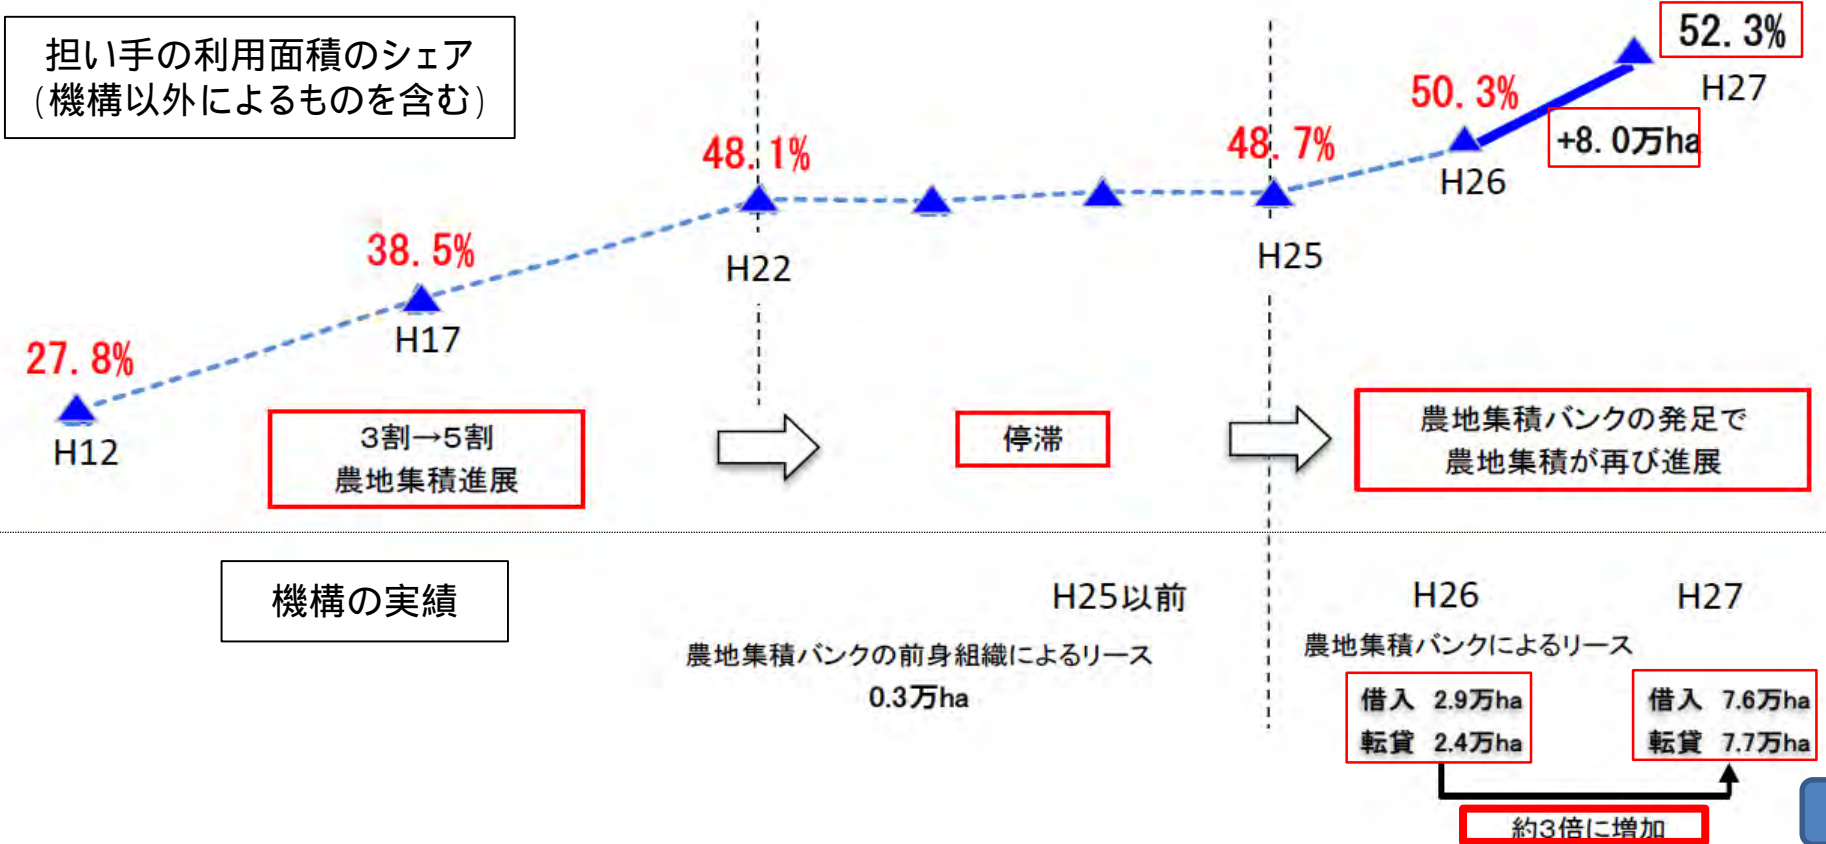 担い手の利用面積のシェア
(機構以外によるものを含む)
52.3%
H27
50.3%
+8.0万ha
H26
48.1%
48.7%
H22
H25
38.5%
H17
27.8%
H12
3割→5割
農地集積進展
停滞
農地集積バンクの発足で
農地集積が再び進展
機構の実績
H25以前
農地集積バンクの前身組織によるリース
0.3万ha
H26
H27
農地集積バンクによるリース
借入 2.9万ha
転貸 2.4万ha
借入 7.6万ha
転貸 7.7万ha
約3倍に増加